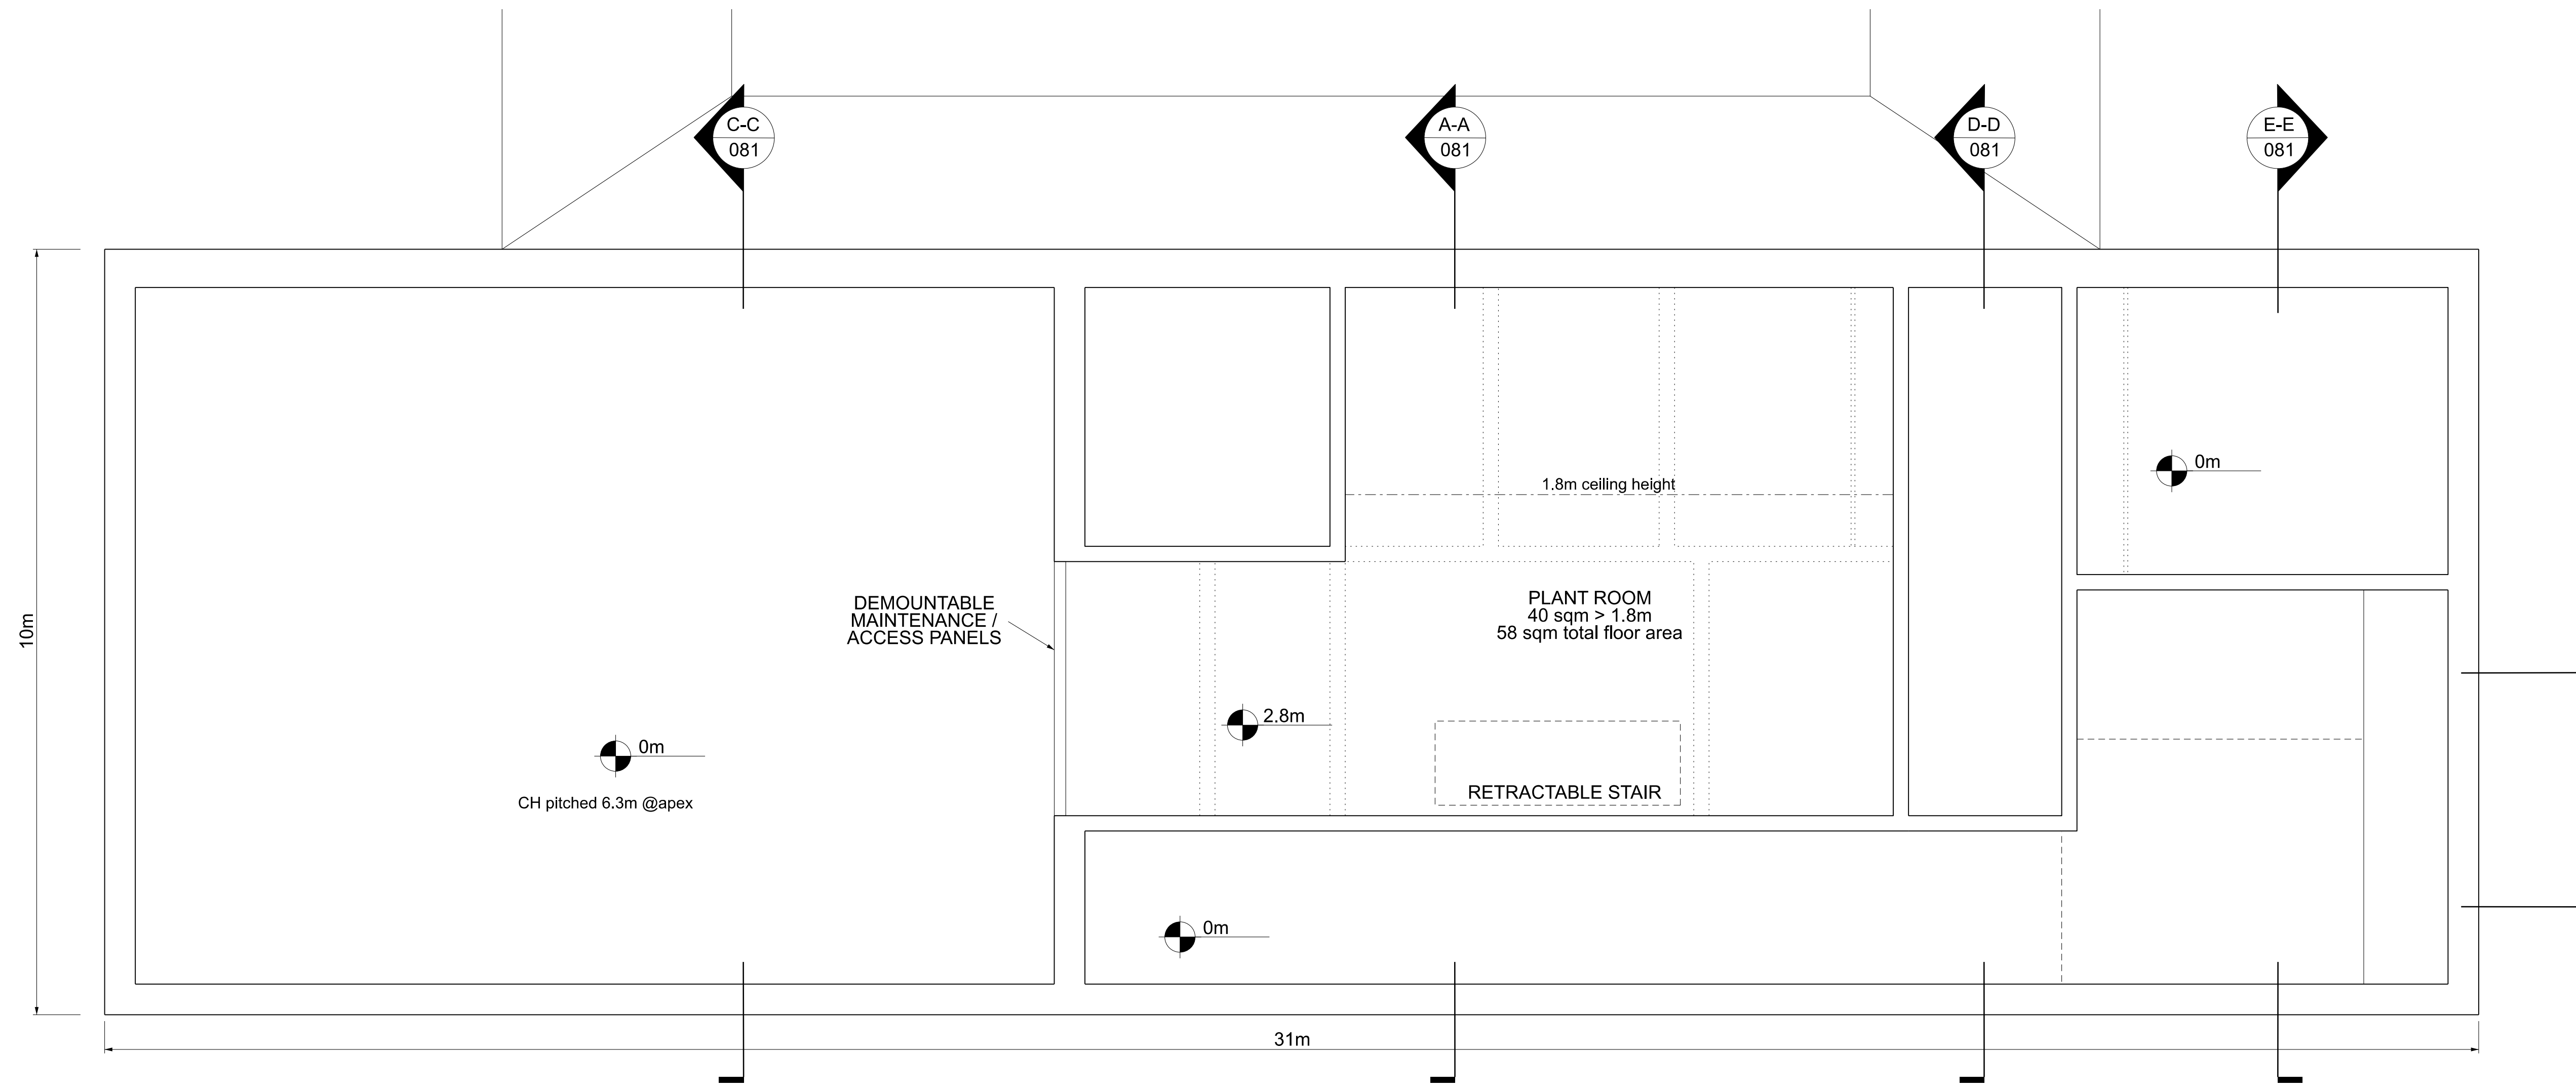 C-C
081
A-A
081
D-D
081
E-E
081
0m
1.8m ceiling height
DEMOUNTABLE
MAINTENANCE /
ACCESS PANELS
PLANT ROOM
40 sqm > 1.8m
58 sqm total floor area
10m
2.8m
0m
RETRACTABLE STAIR
CH pitched 6.3m @apex
0m
31m